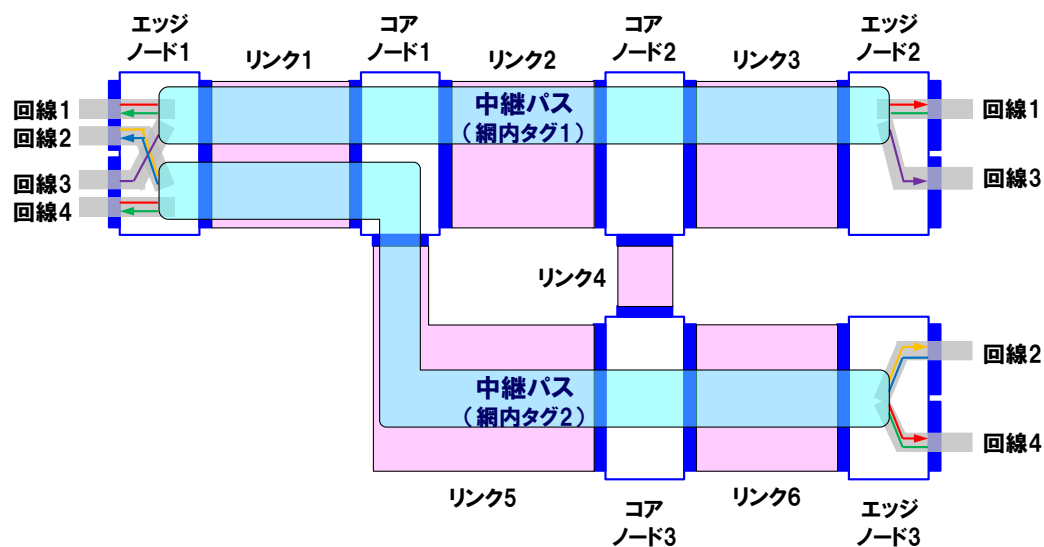 エッジ
ノード1
リンク1
コア
ノード1
リンク2
コア
ノード2
リンク3
エッジ
ノード2
回線1
回線2
回線3
回線4
中継パス
（網内タグ1）
回線1
回線3
リンク4
中継パス
（網内タグ2）
回線2
回線4
リンク5
コア
ノード3
リンク6
エッジ
ノード3